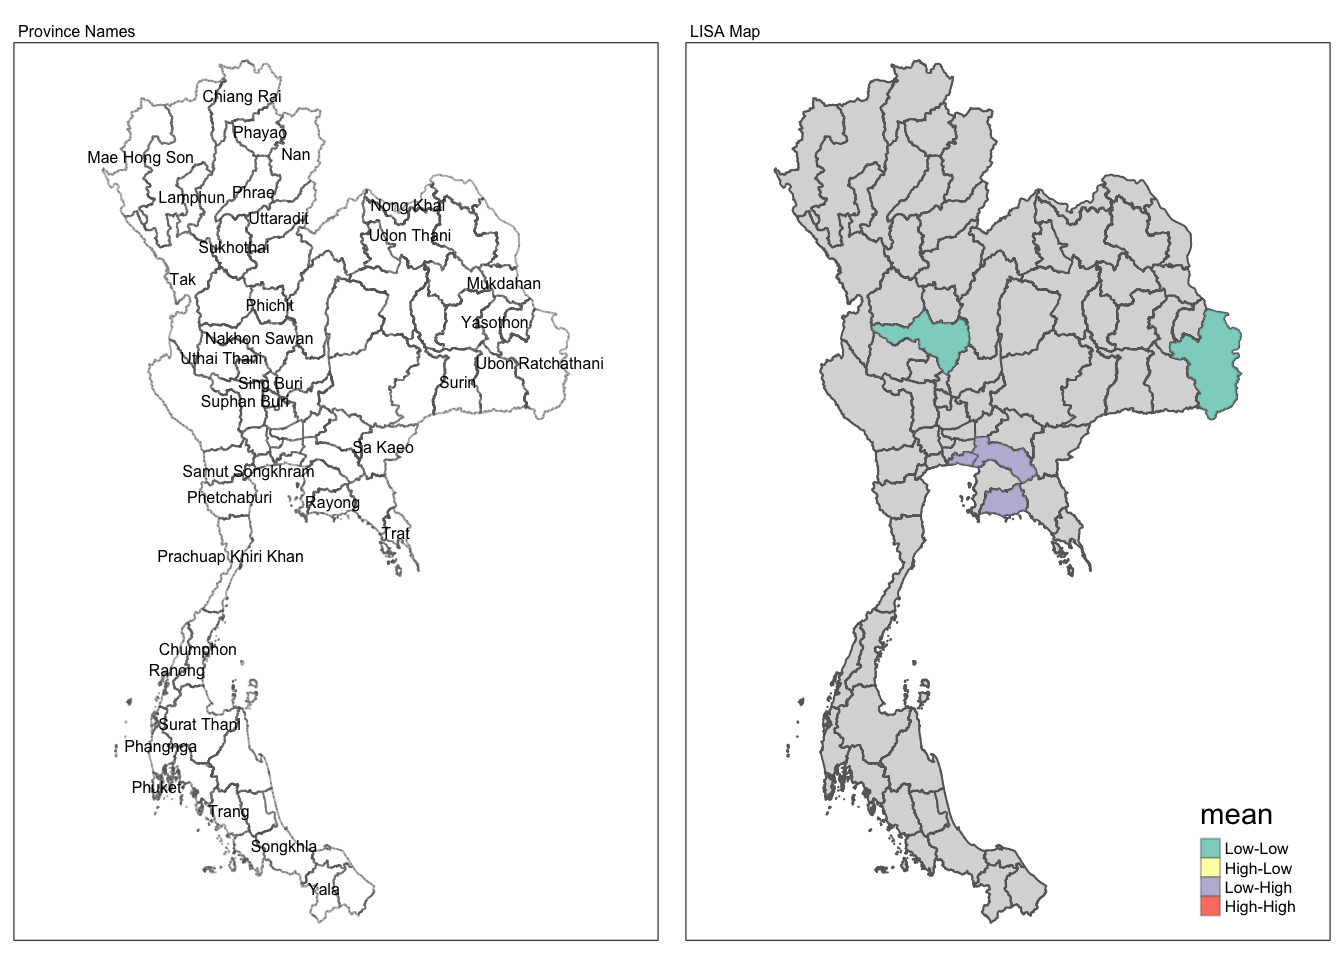 Province Names
Chiang Rai
Phayao
Nan
Mae Hong Son
Lamphun
Phrae
Uttaradit
Nong Khai
Udon Thani
Sukhothai
Tak
Mukdahan
Phichit
Yasothon
Nakhon Sawan
Uthai Thani
Ubon Ratchathani
Sing Buri
Surin
Suphan Buri
Sa Kaeo
Samut Songkhram
Phetchaburi
Rayong
Trat
Prachuap Khiri Khan
Chumphon
Ranong
Surat Thani
Phangnga
Phuket
Trang
Songkhla
Yala
LISA Map
mean
Low-Low
High-Low
Low-High
High-High